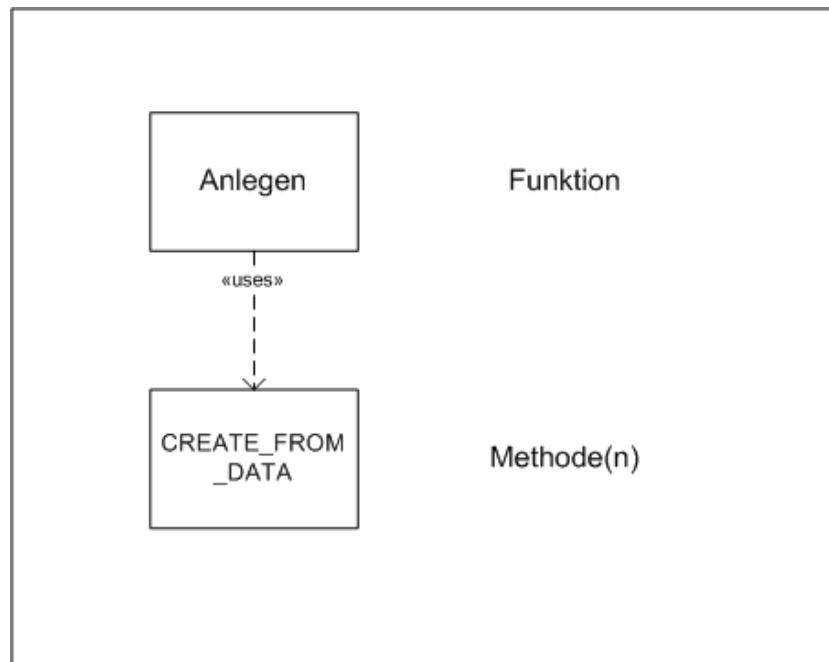 Anlegen
Funktion
«uses»
CREATE_FROM
_DATA
Methode(n)